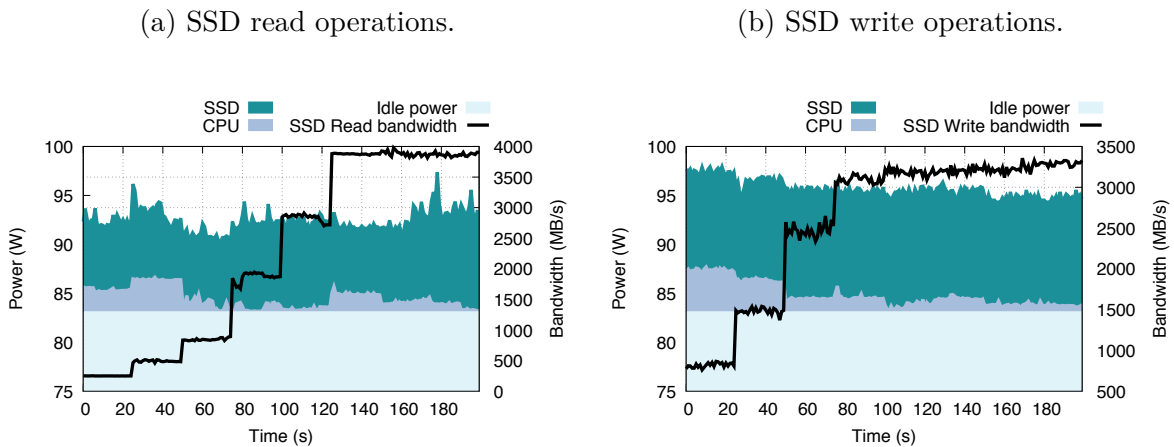 (a) SSD read operations.
SSD
Idle power
CPU
SSD Read bandwidth
100
95
90
85
80
75
Power (W)
4000
3500
3000
2500
2000
1500
1000
500
0
Bandwidth (MB/s)
0 20 40 60 80 100 120 140 160 180
Time (s)
(b) SSD write operations.
SSD
Idle power
CPU
SSD Write bandwidth
100
95
90
85
80
75
Power (W)
3500
3000
2500
2000
1500
1000
500
Bandwidth (MB/s)
0 20 40 60 80 100 120 140 160 180
Time (s)